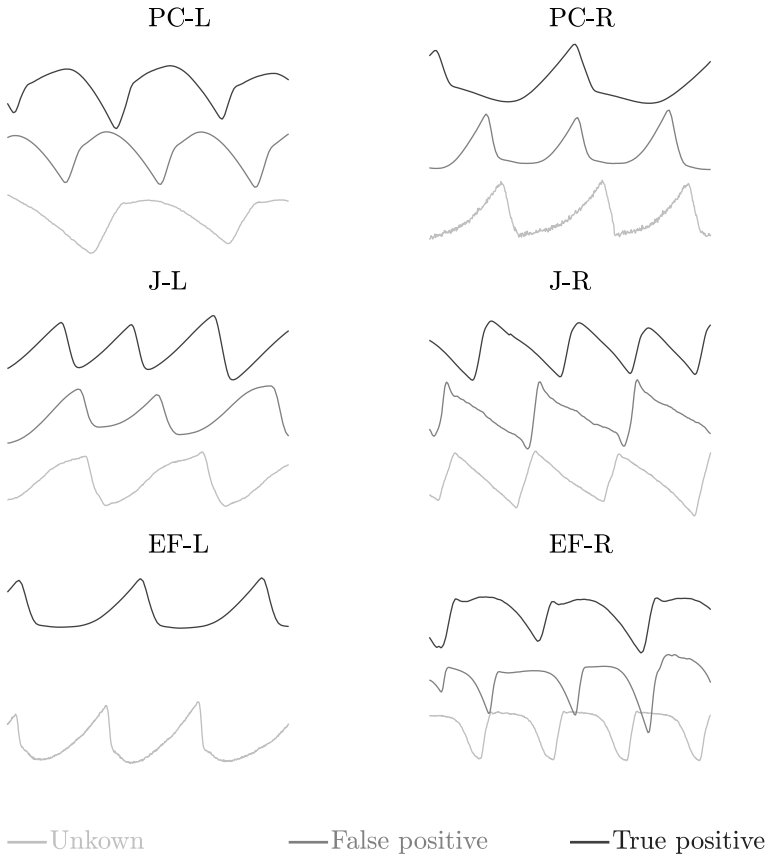 PC-L PC-R
J-L J-R
EF-L EF-R
Unkown False positive True positive